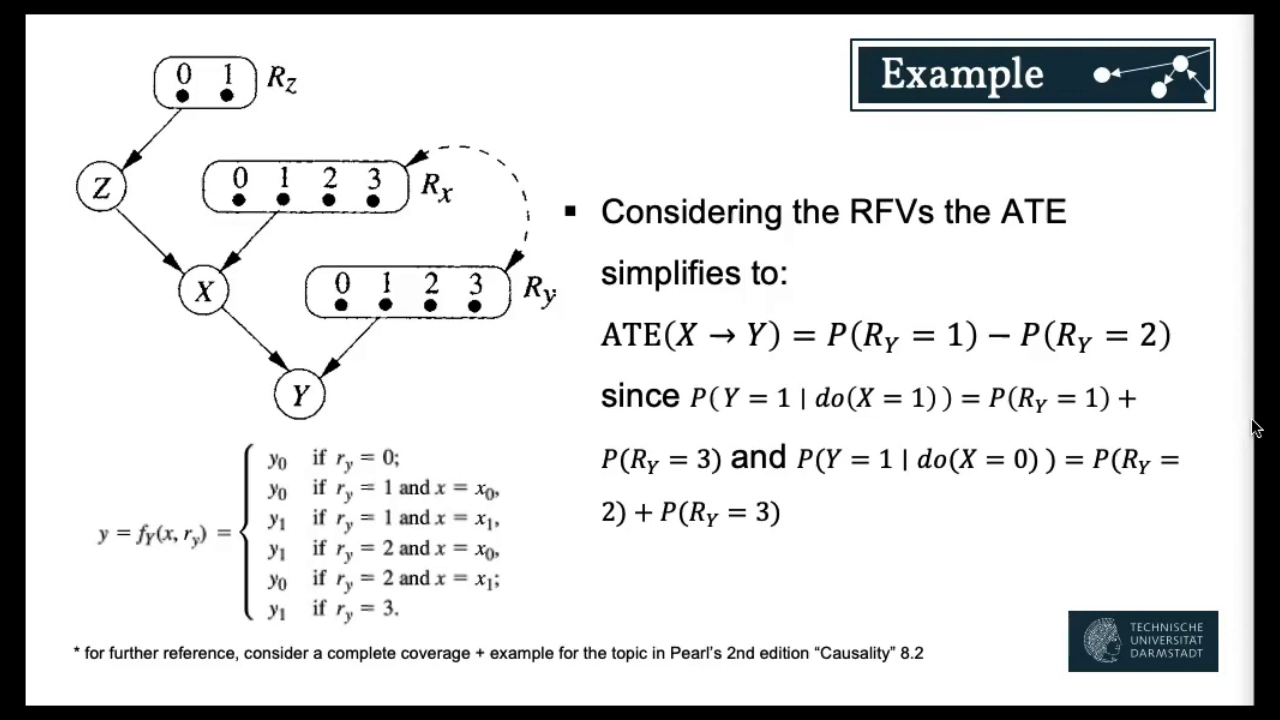 Example
0 1 R_Z
Z
0 1 2 3 R_x
X
0 1 2 3 R_y
Y
y = f_Y(x, r_y) =
y_0 if r_y = 0;
y_0 if r_y = 1 and x = x_0,
y_1 if r_y = 1 and x = x_1,
y_1 if r_y = 2 and x = x_0,
y_0 if r_y = 2 and x = x_1;
y_1 if r_y = 3.
▪ Considering the RFVs the ATE
simplifies to:
ATE(X → Y) = P(R_Y = 1) − P(R_Y = 2)
since P(Y = 1 | do(X = 1)) = P(R_Y = 1) +
P(R_Y = 3) and P(Y = 1 | do(X = 0)) = P(R_Y =
2) + P(R_Y = 3)
* for further reference, consider a complete coverage + example for the topic in Pearl's 2nd edition “Causality” 8.2
TECHNISCHE
UNIVERSITÄT
DARMSTADT